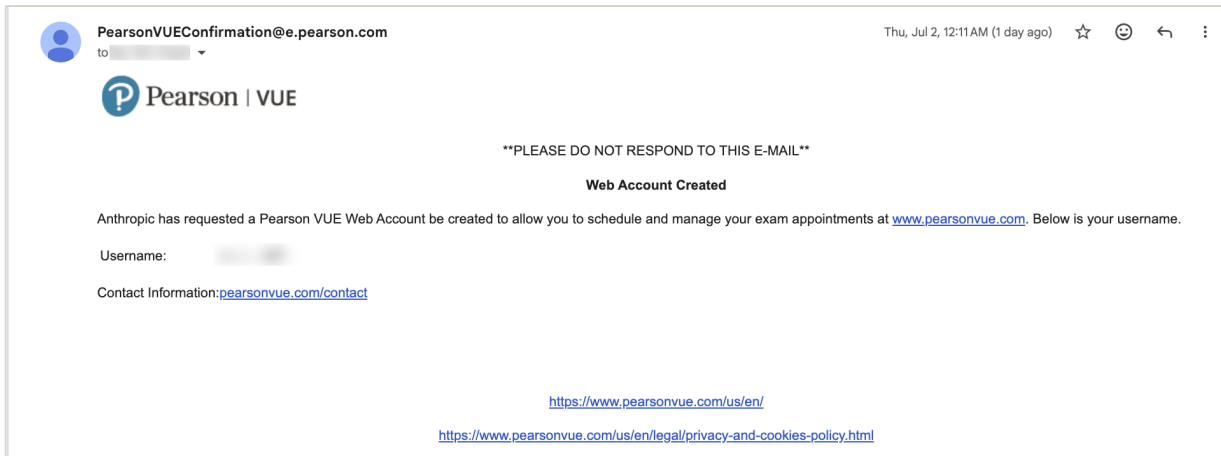 PearsonVUEConfirmation@e.pearson.com
Thu, Jul 2, 12:11 AM (1 day ago)
to
Pearson | VUE
**PLEASE DO NOT RESPOND TO THIS E-MAIL**
Web Account Created
Anthropic has requested a Pearson VUE Web Account be created to allow you to schedule and manage your exam appointments at www.pearsonvue.com. Below is your username.
Username:
Contact Information:pearsonvue.com/contact
https://www.pearsonvue.com/us/en/
https://www.pearsonvue.com/us/en/legal/privacy-and-cookies-policy.html